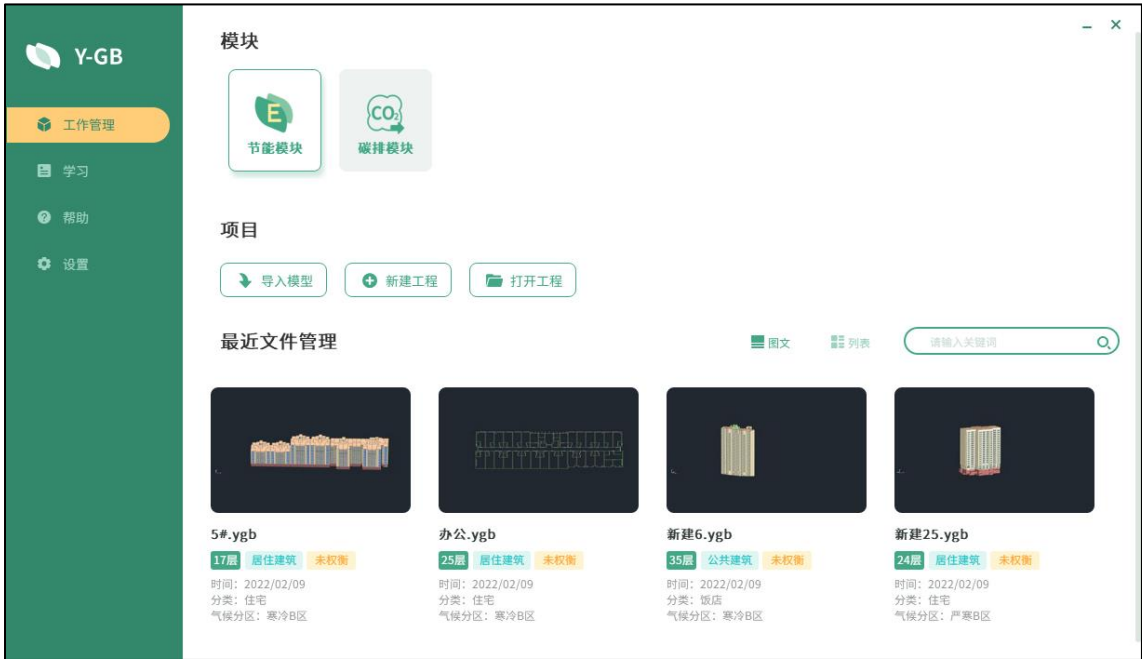 Y-GB
工作管理
学习
帮助
设置
模块
E
节能模块
CO₂
碳排模块
项目
导入模型
新建工程
打开工程
最近文件管理
图文
列表
请输入关键词
5#.ygb
17层 居住建筑 未权衡
时间：2022/02/09
分类：住宅
气候分区：寒冷B区
办公.ygb
25层 居住建筑 未权衡
时间：2022/02/09
分类：住宅
气候分区：寒冷B区
新建6.ygb
35层 公共建筑 未权衡
时间：2022/02/09
分类：饭店
气候分区：寒冷B区
新建25.ygb
24层 居住建筑 未权衡
时间：2022/02/09
分类：住宅
气候分区：严寒B区